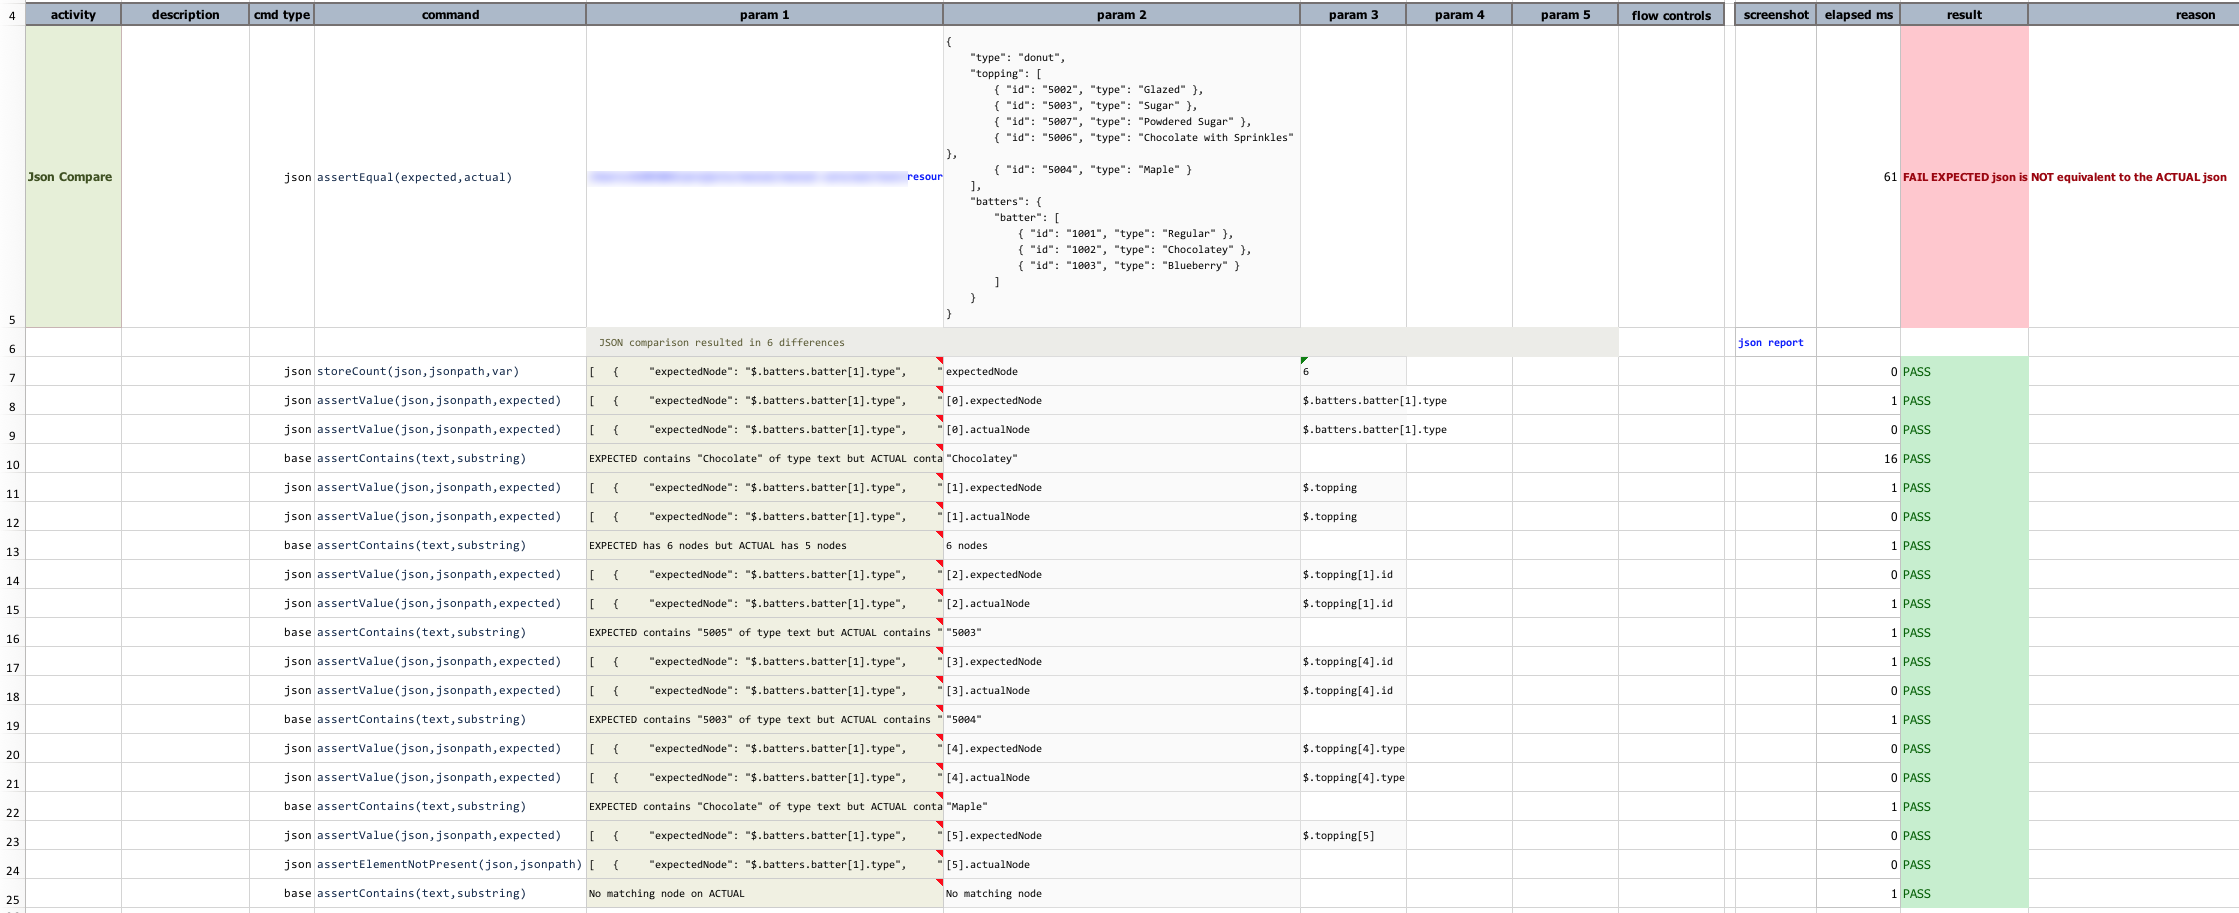 4 activity description cmd type command param 1 param 2 param 3 param 4 param 5 flow controls screenshot elapsed ms result reason
{
"type": "donut",
"topping": [
{ "id": "5002", "type": "Glazed" },
{ "id": "5003", "type": "Sugar" },
{ "id": "5007", "type": "Powdered Sugar" },
{ "id": "5006", "type": "Chocolate with Sprinkles"
},
{ "id": "5004", "type": "Maple" }
Json Compare json assertEqual(expected,actual) resour 61 FAIL EXPECTED json is NOT equivalent to the ACTUAL json
],
"batters": {
"batter": [
{ "id": "1001", "type": "Regular" },
{ "id": "1002", "type": "Chocolatey" },
{ "id": "1003", "type": "Blueberry" }
]
}
}
5
6 JSON comparison resulted in 6 differences json report
7 json storeCount(json,jsonpath,var) [ { "expectedNode": "$.batters.batter[1].type", " expectedNode 6 0 PASS
8 json assertValue(json,jsonpath,expected) [ { "expectedNode": "$.batters.batter[1].type", " [0].expectedNode $.batters.batter[1].type 1 PASS
9 json assertValue(json,jsonpath,expected) [ { "expectedNode": "$.batters.batter[1].type", " [0].actualNode $.batters.batter[1].type 0 PASS
10 base assertContains(text,substring) EXPECTED contains "Chocolate" of type text but ACTUAL conta "Chocolatey" 16 PASS
11 json assertValue(json,jsonpath,expected) [ { "expectedNode": "$.batters.batter[1].type", " [1].expectedNode $.topping 1 PASS
12 json assertValue(json,jsonpath,expected) [ { "expectedNode": "$.batters.batter[1].type", " [1].actualNode $.topping 0 PASS
13 base assertContains(text,substring) EXPECTED has 6 nodes but ACTUAL has 5 nodes 6 nodes 1 PASS
14 json assertValue(json,jsonpath,expected) [ { "expectedNode": "$.batters.batter[1].type", " [2].expectedNode $.topping[1].id 0 PASS
15 json assertValue(json,jsonpath,expected) [ { "expectedNode": "$.batters.batter[1].type", " [2].actualNode $.topping[1].id 1 PASS
16 base assertContains(text,substring) EXPECTED contains "5005" of type text but ACTUAL contains " "5003" 1 PASS
17 json assertValue(json,jsonpath,expected) [ { "expectedNode": "$.batters.batter[1].type", " [3].expectedNode $.topping[4].id 1 PASS
18 json assertValue(json,jsonpath,expected) [ { "expectedNode": "$.batters.batter[1].type", " [3].actualNode $.topping[4].id 0 PASS
19 base assertContains(text,substring) EXPECTED contains "5003" of type text but ACTUAL contains " "5004" 1 PASS
20 json assertValue(json,jsonpath,expected) [ { "expectedNode": "$.batters.batter[1].type", " [4].expectedNode $.topping[4].type 0 PASS
21 json assertValue(json,jsonpath,expected) [ { "expectedNode": "$.batters.batter[1].type", " [4].actualNode $.topping[4].type 0 PASS
22 base assertContains(text,substring) EXPECTED contains "Chocolate" of type text but ACTUAL conta "Maple" 1 PASS
23 json assertValue(json,jsonpath,expected) [ { "expectedNode": "$.batters.batter[1].type", " [5].expectedNode $.topping[5] 0 PASS
24 json assertElementNotPresent(json,jsonpath) [ { "expectedNode": "$.batters.batter[1].type", " [5].actualNode 0 PASS
25 base assertContains(text,substring) No matching node on ACTUAL No matching node 1 PASS